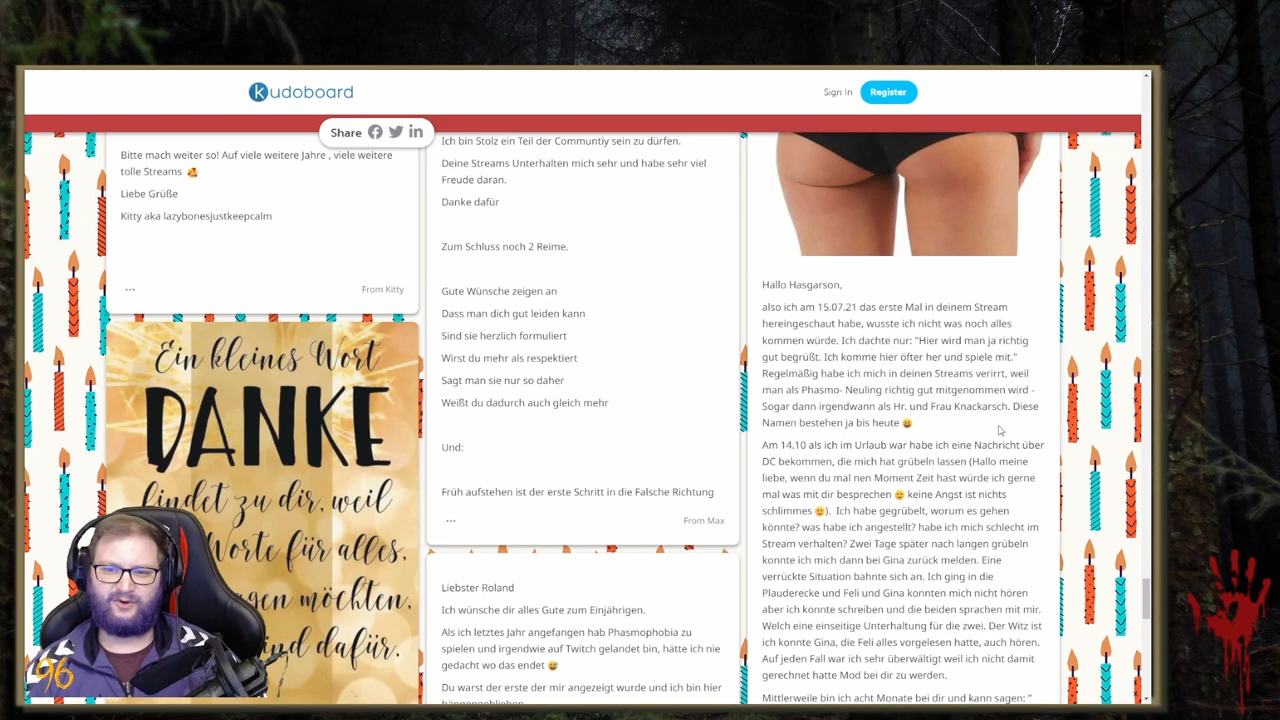 kudoboard
Sign In
Register
Share
Bitte mach weiter so! Auf viele weitere Jahre , viele weitere
tolle Streams 🥰
Liebe Grüße
Kitty aka lazybonesjustkeepcalm
...
From Kitty
Ein kleines Wort
DANKE
findet zu dir, weil
Worte für alles,
gen möchten,
ind dafür.
96
Ich bin Stolz ein Teil der Communtiy sein zu dürfen.
Deine Streams Unterhalten mich sehr und habe sehr viel
Freude daran.
Danke dafür
Zum Schluss noch 2 Reime.
Gute Wünsche zeigen an
Dass man dich gut leiden kann
Sind sie herzlich formuliert
Wirst du mehr als respektiert
Sagt man sie nur so daher
Weißt du dadurch auch gleich mehr
Und:
Früh aufstehen ist der erste Schritt in die Falsche Richtung
...
From Max
Liebster Roland
Ich wünsche dir alles Gute zum Einjährigen.
Als ich letztes Jahr angefangen hab Phasmophobia zu
spielen und irgendwie auf Twitch gelandet bin, hätte ich nie
gedacht wo das endet 😅
Du warst der erste der mir angezeigt wurde und ich bin hier
hängengeblieben
Hallo Hasgarson,
also ich am 15.07.21 das erste Mal in deinem Stream
hereingeschaut habe, wusste ich nicht was noch alles
kommen würde. Ich dachte nur: "Hier wird man ja richtig
gut begrüßt. Ich komme hier öfter her und spiele mit."
Regelmäßig habe ich mich in deinen Streams verirrt, weil
man als Phasmo- Neuling richtig gut mitgenommen wird -
Sogar dann irgendwann als Hr. und Frau Knackarsch. Diese
Namen bestehen ja bis heute 😄
Am 14.10 als ich im Urlaub war habe ich eine Nachricht über
DC bekommen, die mich hat grübeln lassen (Hallo meine
liebe, wenn du mal nen Moment Zeit hast würde ich gerne
mal was mit dir besprechen 😊 keine Angst ist nichts
schlimmes 😊). Ich habe gegrübelt, worum es gehen
könnte? was habe ich angestellt? habe ich mich schlecht im
Stream verhalten? Zwei Tage später nach langen grübeln
konnte ich mich dann bei Gina zurück melden. Eine
verrückte Situation bahnte sich an. Ich ging in die
Plauderecke und Feli und Gina konnten mich nicht hören
aber ich konnte schreiben und die beiden sprachen mit mir.
Welch eine einseitige Unterhaltung für die zwei. Der Witz ist
ich konnte Gina, die Feli alles vorgelesen hatte, auch hören.
Auf jeden Fall war ich sehr überwältigt weil ich nicht damit
gerechnet hatte Mod bei dir zu werden.
Mittlerweile bin ich acht Monate bei dir und kann sagen: "